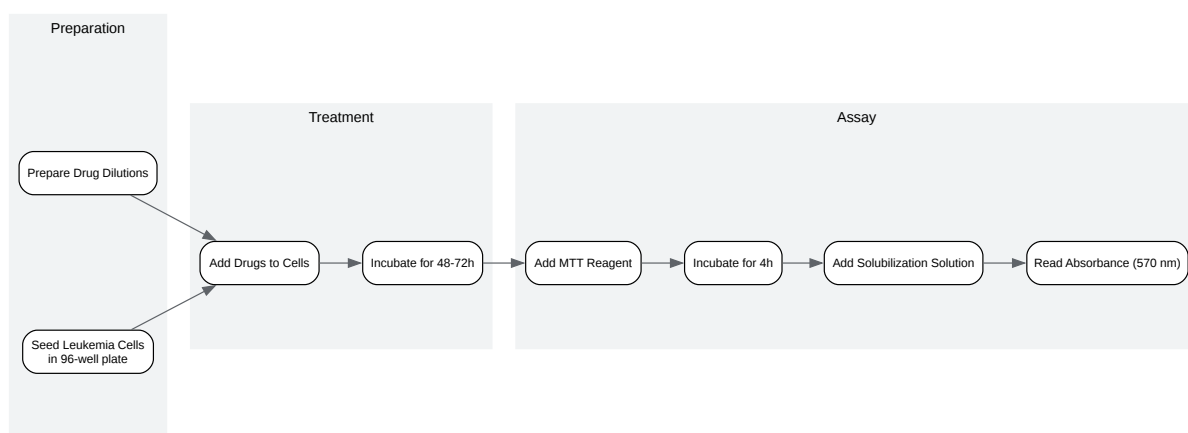 Preparation
Prepare Drug Dilutions
Seed Leukemia Cells
in 96-well plate
Treatment
Add Drugs to Cells
Incubate for 48-72h
Assay
Add MTT Reagent
Incubate for 4h
Add Solubilization Solution
Read Absorbance (570 nm)